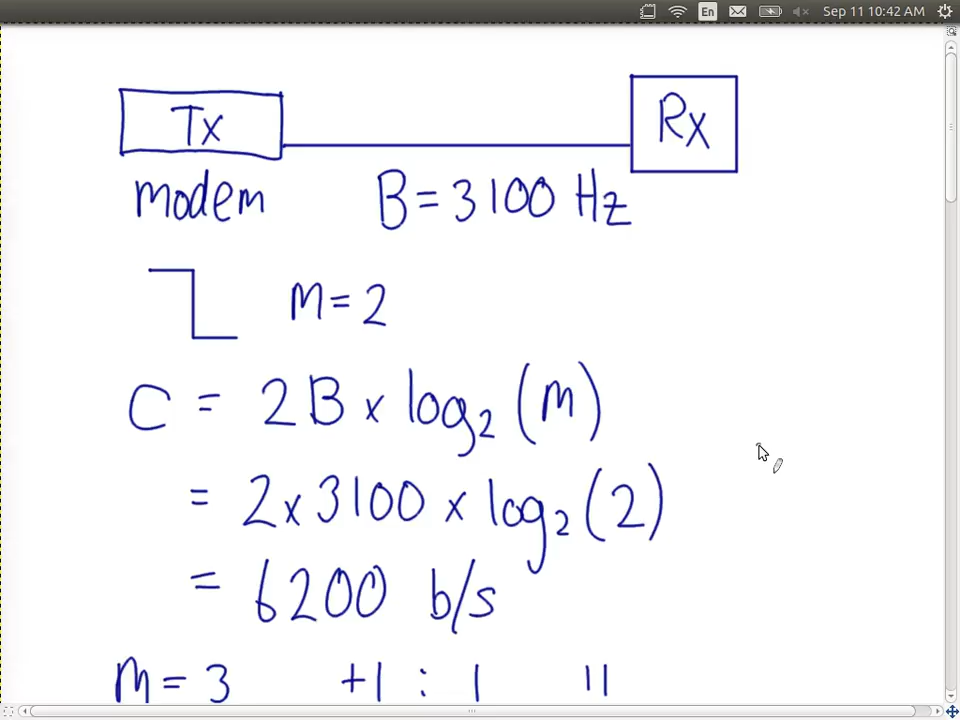 En Sep 11 10:42 AM
Tx Rx
modem B = 3100 Hz
M = 2
C = 2B x log2 (M)
= 2 x 3100 x log2 (2)
= 6200 b/s
M = 3 +1 : 1 11